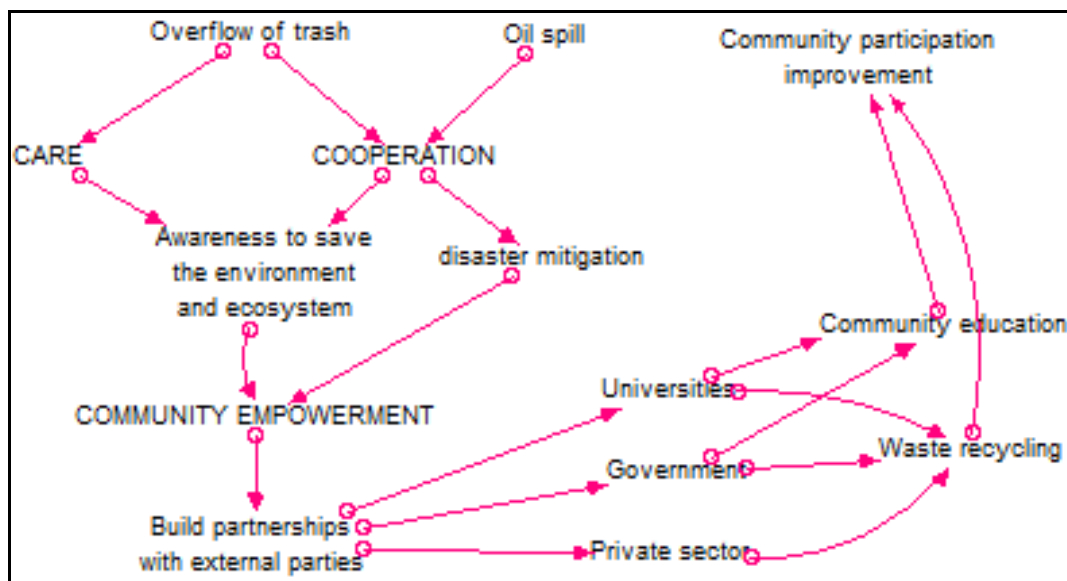 Overflow of trash
Oil spill
Community participation
improvement
CARE
COOPERATION
Awareness to save
the environment
and ecosystem
disaster mitigation
Community education
Universities
COMMUNITY EMPOWERMENT
Waste recycling
Government
Build partnerships
with external parties
Private sector